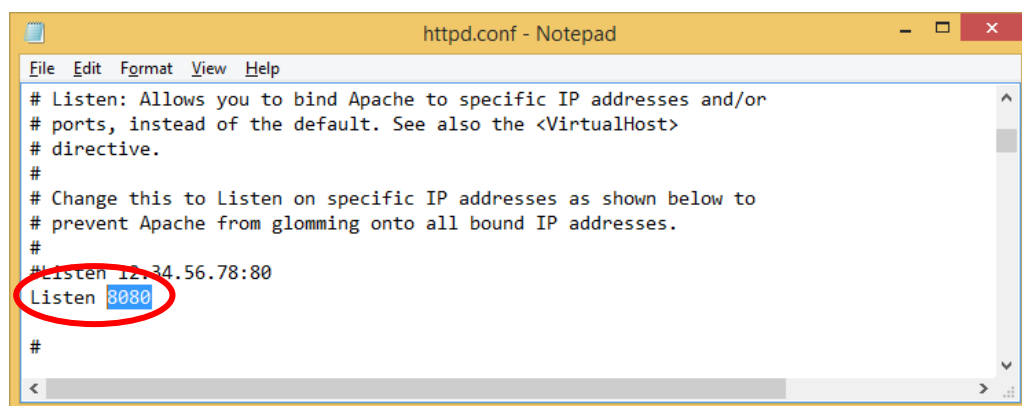 httpd.conf - Notepad
File Edit Format View Help
# Listen: Allows you to bind Apache to specific IP addresses and/or
# ports, instead of the default. See also the <VirtualHost>
# directive.
#
# Change this to Listen on specific IP addresses as shown below to
# prevent Apache from glomming onto all bound IP addresses.
#
#Listen 12.34.56.78:80
Listen 8080
#